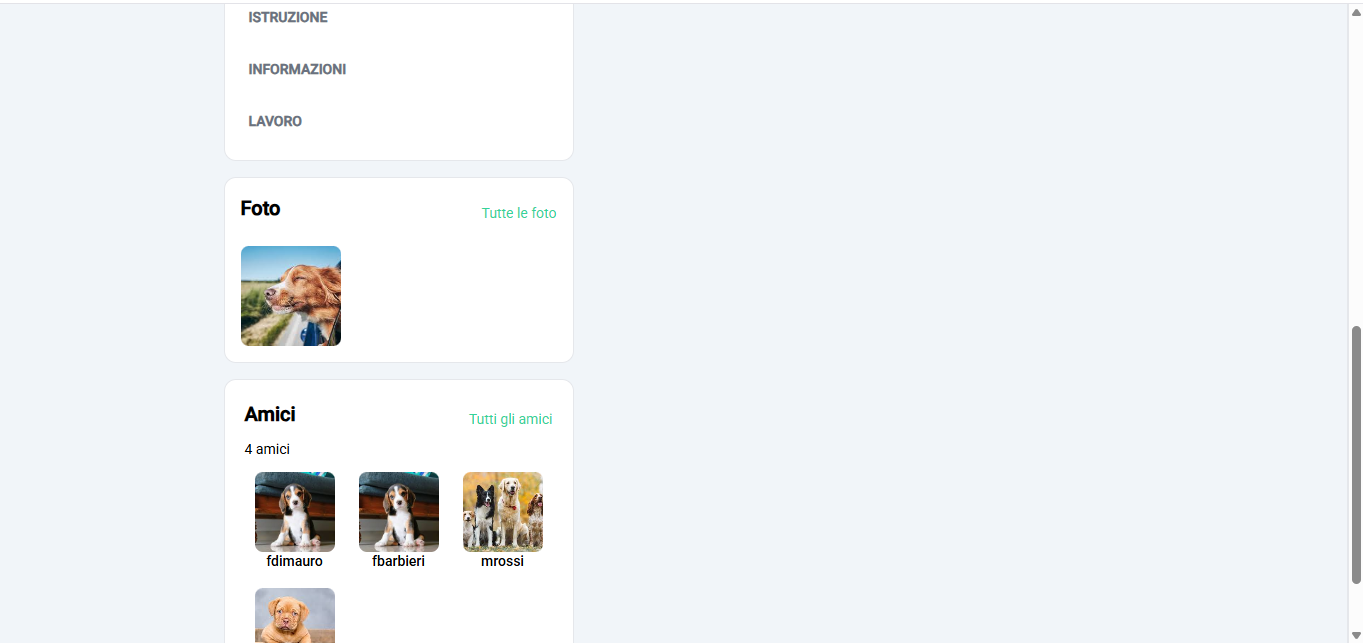 ISTRUZIONE
INFORMAZIONI
LAVORO
Foto
Tutte le foto
Amici
Tutti gli amici
4 amici
fdimauro
fbarbieri
mrossi